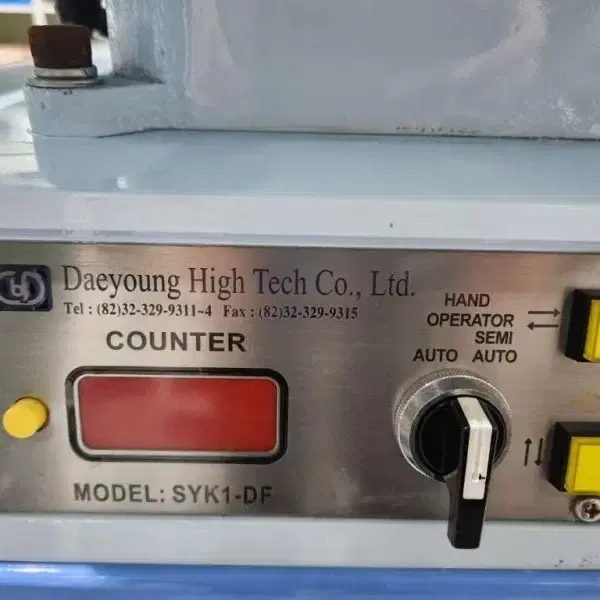 Daeyoung High Tech Co., Ltd.
Tel : (82)32-329-9311~4 Fax : (82)32-329-9315
COUNTER
HAND
OPERATOR
SEMI
AUTO AUTO
MODEL: SYK1-DF